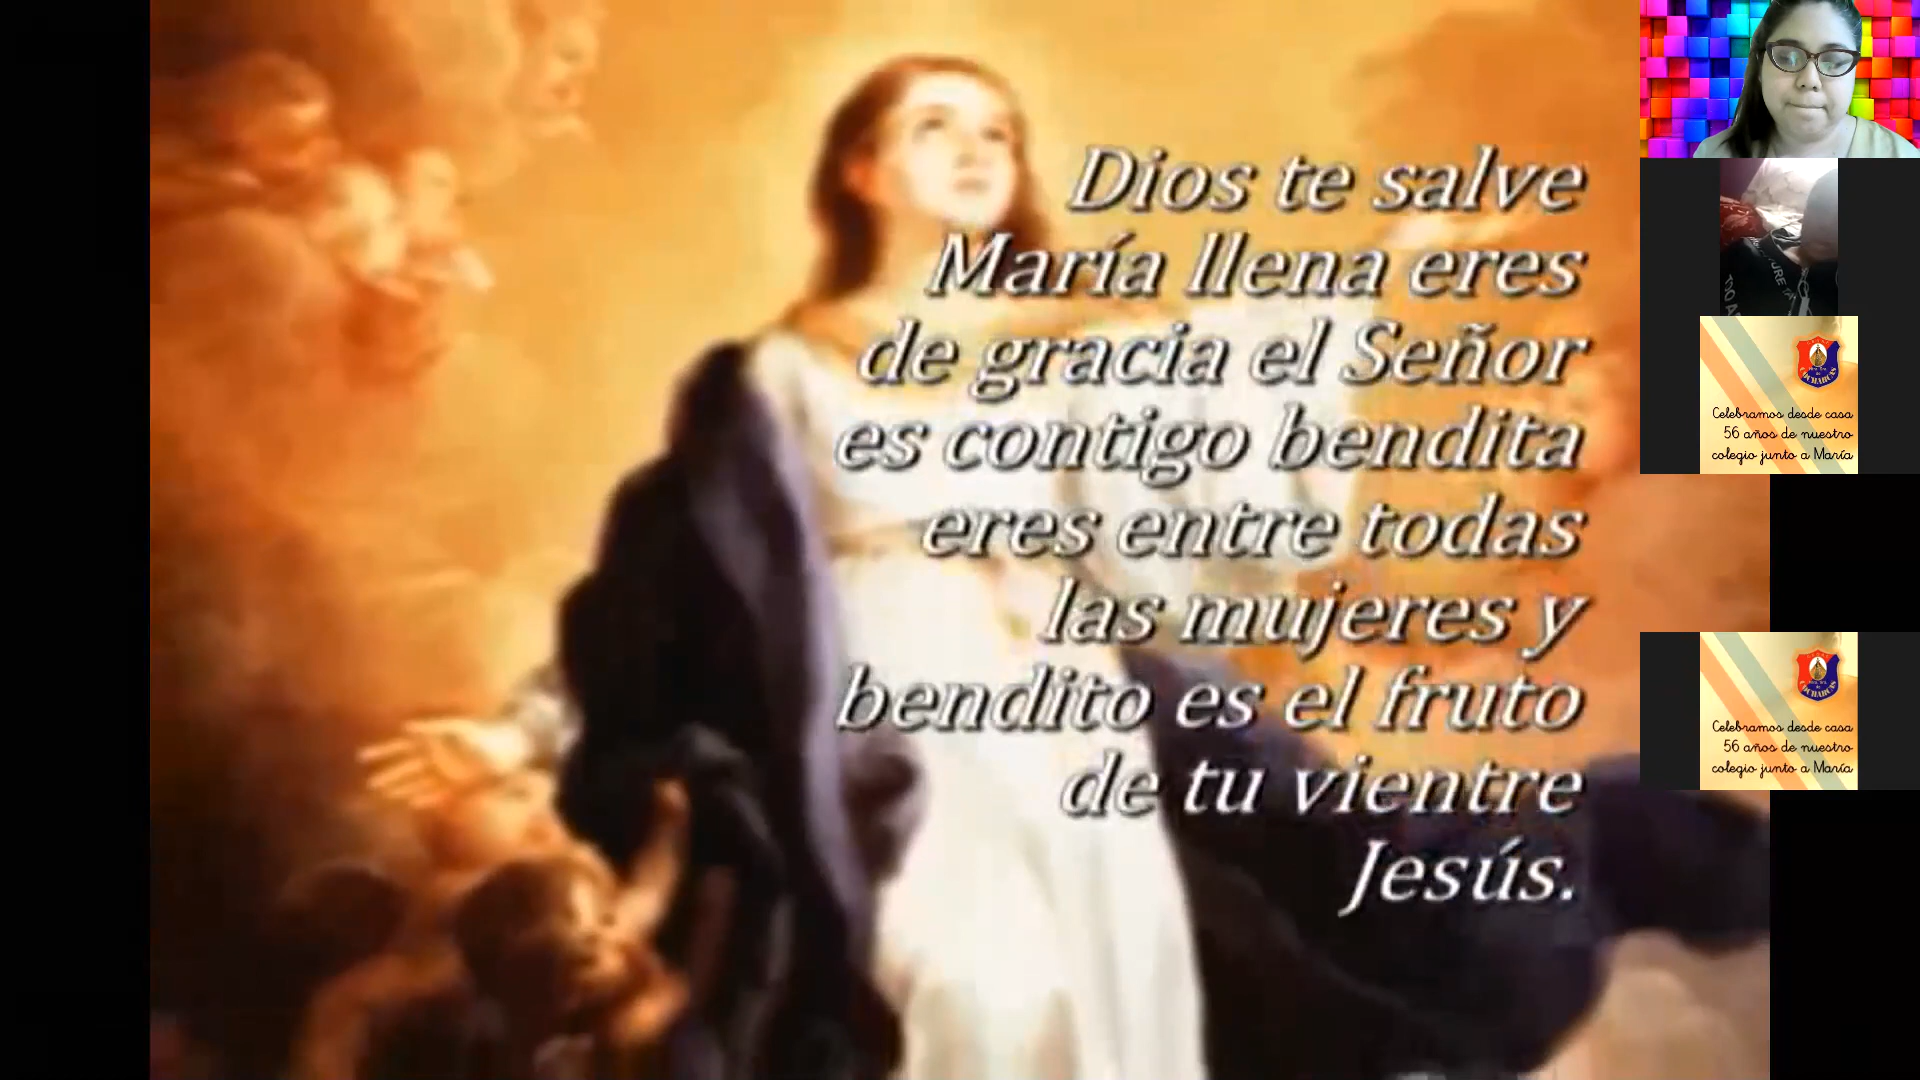 Dios te salve
María llena eres
de gracia el Señor
es contigo bendita
eres entre todas
las mujeres y
bendito es el fruto
de tu vientre
Jesús.
COCHARCAS
Celebramos desde casa
56 años de nuestro
colegio junto a María
COCHARCAS
Celebramos desde casa
56 años de nuestro
colegio junto a María